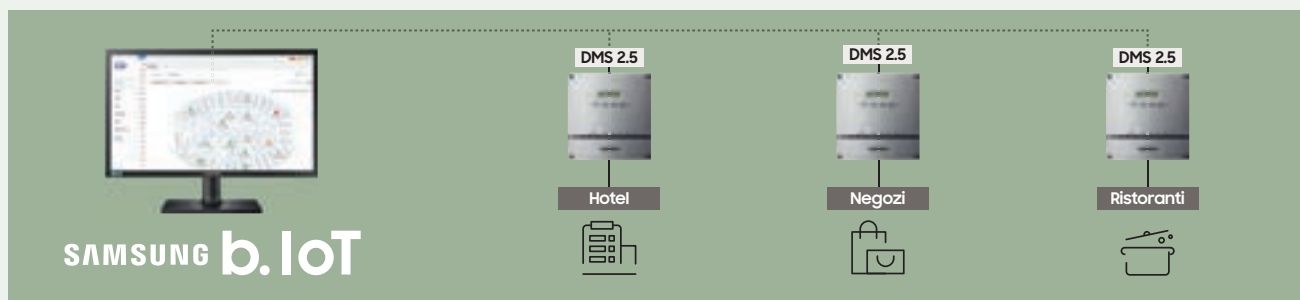 DMS 2.5
DMS 2.5
DMS 2.5
Hotel
Negozi
Ristoranti
SAMSUNG b.IoT